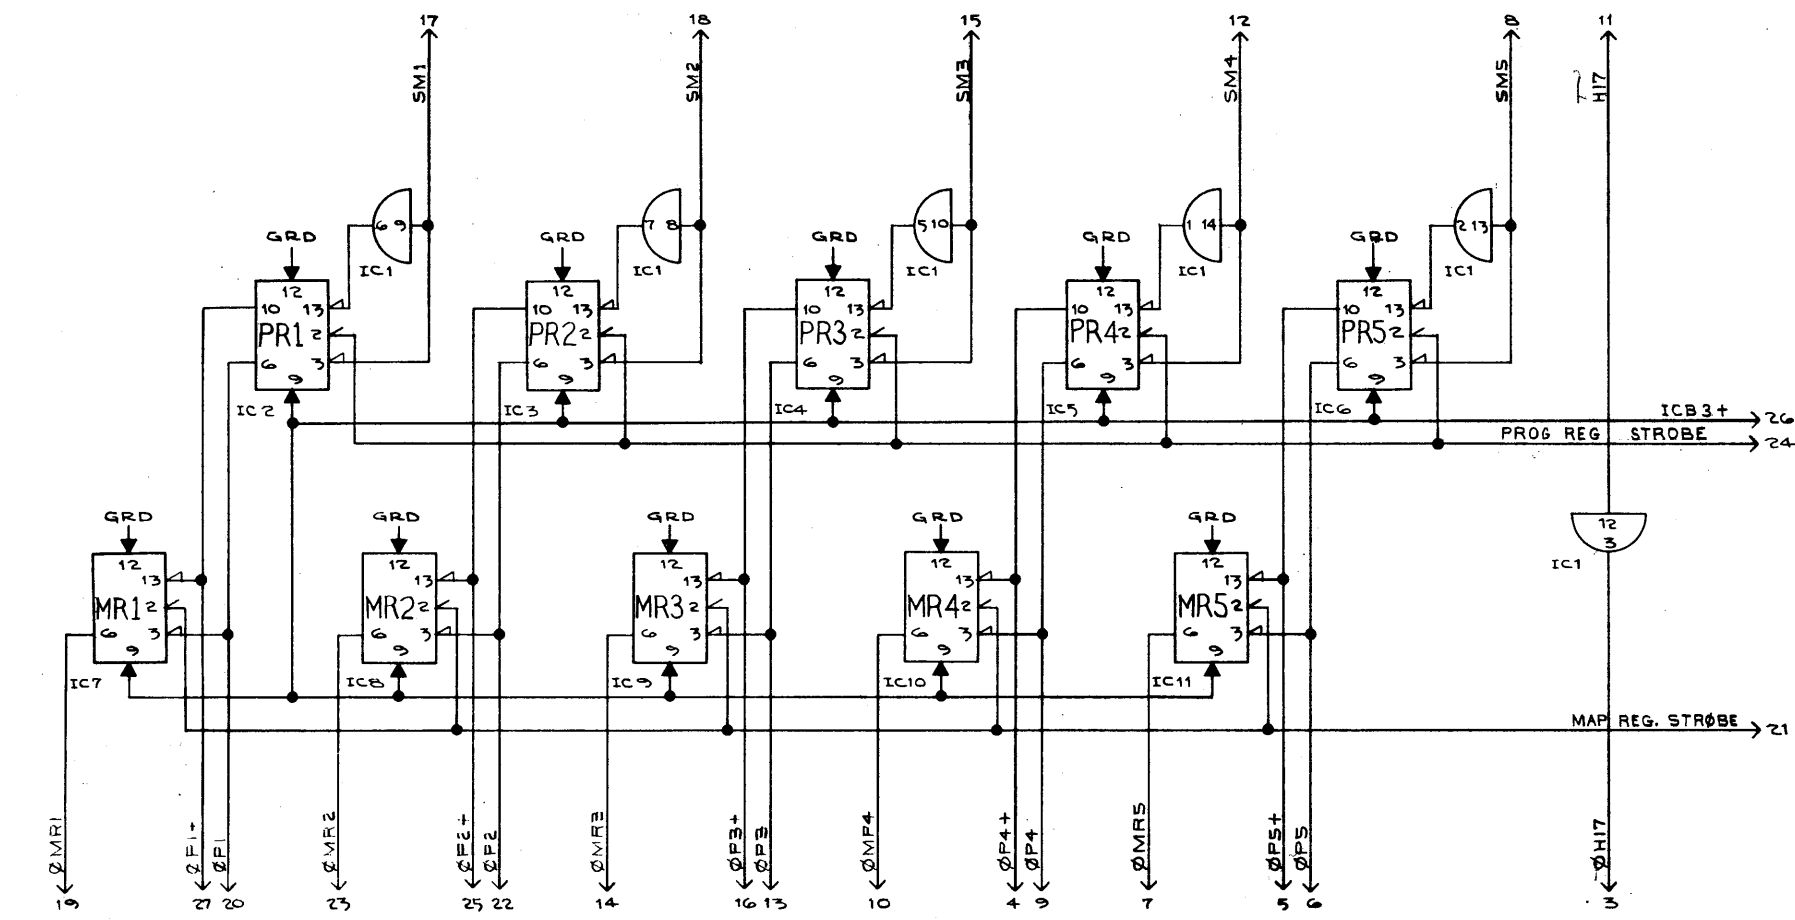 17 18 15 12 8 11
SM1 SM2 SM3 SM4 SM5 HI7
6 9 7 8 5 10 1 14 2 13
GRD IC1 GRD IC1 GRD IC1 GRD IC1 GRD IC1
12 12 12 12 12
10 13 10 13 10 13 10 13 10 13
PR1 2 PR2 2 PR3 2 PR4 2 PR5 2
6 3 6 3 6 3 6 3 6 3
9 9 9 9 9
IC2 IC3 IC4 IC5 IC6
ICB3+ 26
PROG REG STROBE 24
GRD GRD GRD GRD GRD
12
3
IC1
12 12 12 12 12
13 13 13 13 13
MR1 2 MR2 2 MR3 2 MR4 2 MR5 2
6 3 6 3 6 3 6 3 6 3
9 9 9 9 9
IC7 IC8 IC9 IC10 IC11
MAP REG. STRØBE 21
ØMR1 ØP1+ ØP1 ØMR2 ØP2+ ØP2 ØMR3 ØP3+ ØP3 ØMP4 ØP4+ ØP4 ØMR5 ØP5+ ØP5 ØHI7
19 27 20 23 25 22 14 16 13 10 4 9 7 5 6 3